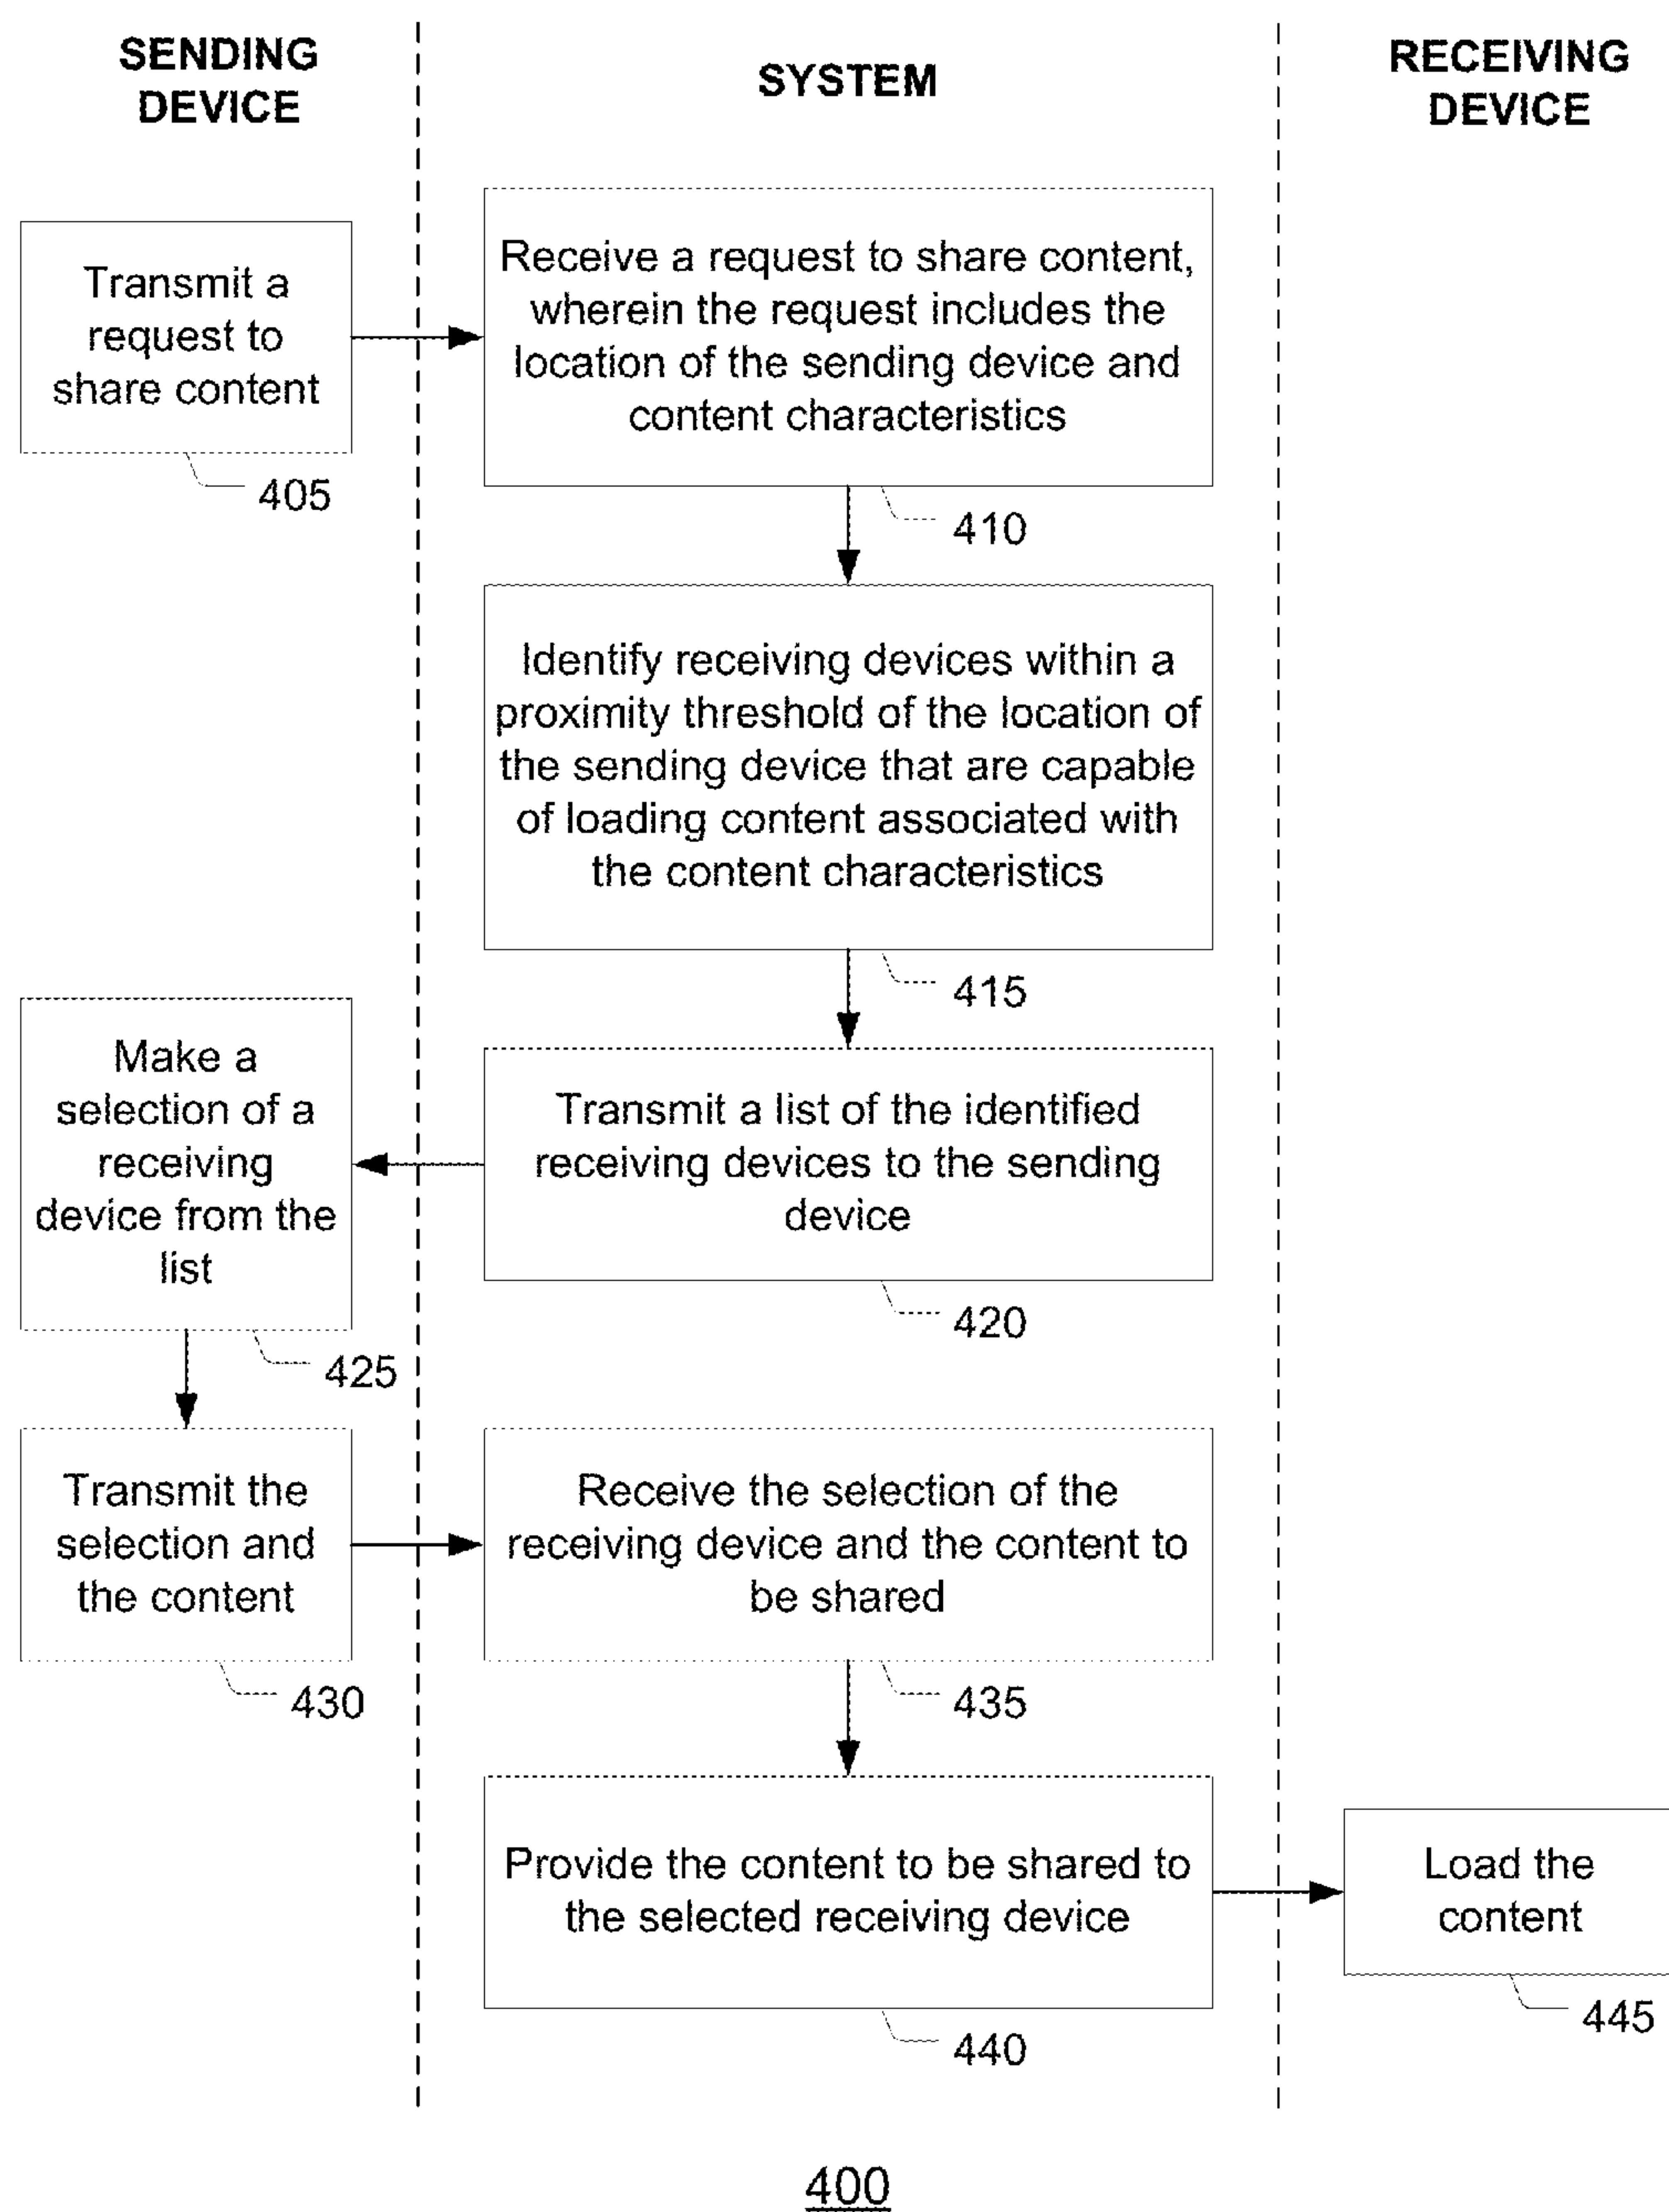 SENDING
DEVICE
SYSTEM
RECEIVING
DEVICE
Transmit a
request to
share content
405
Receive a request to share content,
wherein the request includes the
location of the sending device and
content characteristics
410
Identify receiving devices within a
proximity threshold of the location of
the sending device that are capable
of loading content associated with
the content characteristics
415
Transmit a list of the identified
receiving devices to the sending
device
420
Make a
selection of a
receiving
device from the
list
425
Transmit the
selection and
the content
430
Receive the selection of the
receiving device and the content to
be shared
435
Provide the content to be shared to
the selected receiving device
440
Load the
content
445
400